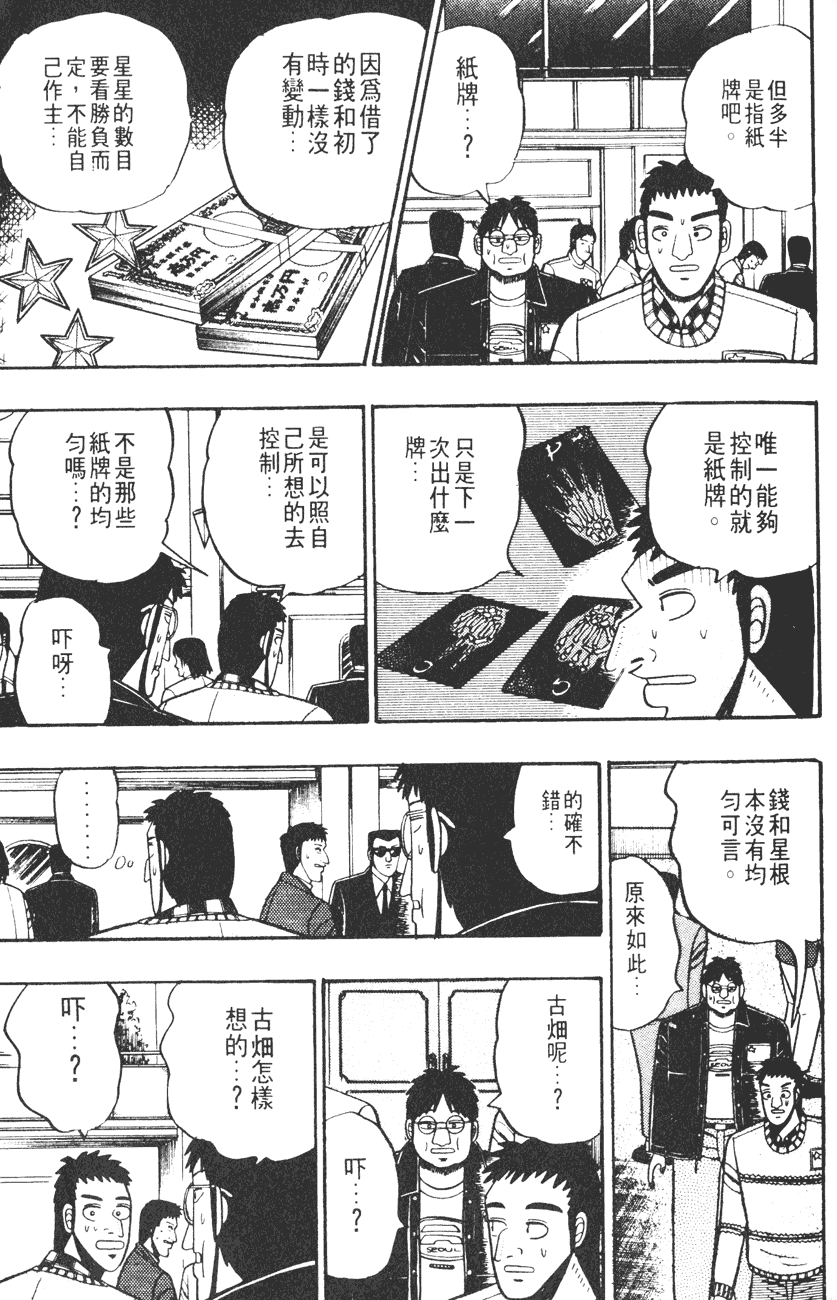 但多半
是指紙
牌吧。
紙牌…？
SEOUL
因為借了
的錢和初
時一樣沒
有變動…
星星的數目
要看勝負而
定，不能自
己作主…
唯一能夠
控制的就
是紙牌。
只是下一
次出什麼
牌…
是可以照自
己所想的去
控制…
不是那些
紙牌的均
勻嗎…？
吓呀…
錢和星根
本沒有均
勻可言。
原來如此…
的確不
錯…
………
古畑呢…？
吓…？
SEOUL
古畑怎樣
想的…？
吓…？